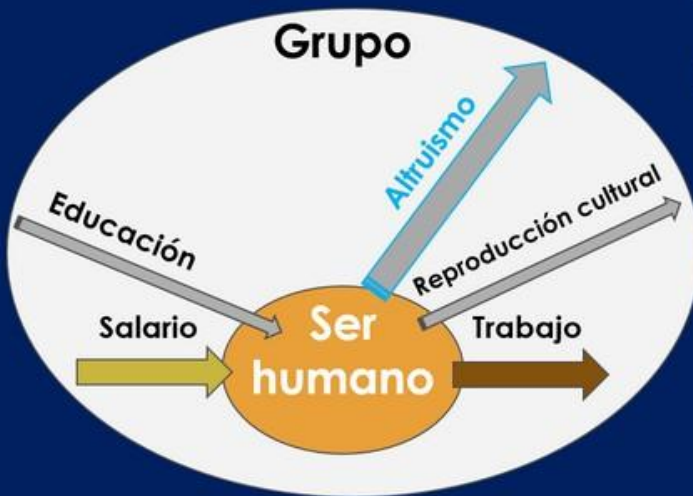 Grupo
Altruismo
Educación
Reproducción cultural
Salario
Ser
humano
Trabajo